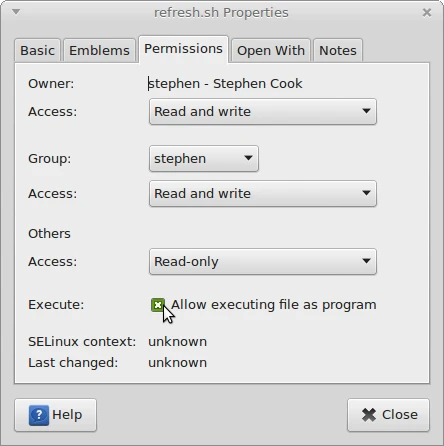 refresh.sh Properties
Basic Emblems Permissions Open With Notes
Owner: stephen - Stephen Cook
Access: Read and write
Group: stephen
Access: Read and write
Others
Access: Read-only
Execute: Allow executing file as program
SELinux context: unknown
Last changed: unknown
Help Close